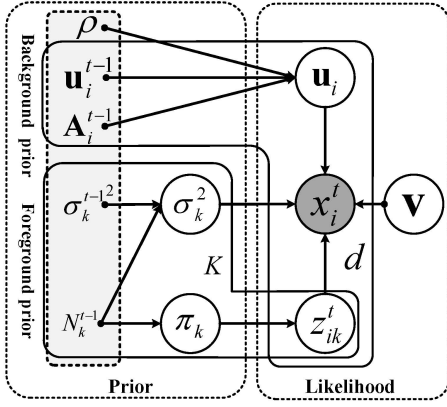 Background prior
Foreground prior
ρ
u_i^{t-1}
A_i^{t-1}
u_i
σ_k^{t-1^2}
σ_k^2
x_i^t
v
K
d
N_k^{t-1}
π_k
z_{ik}^t
Prior
Likelihood